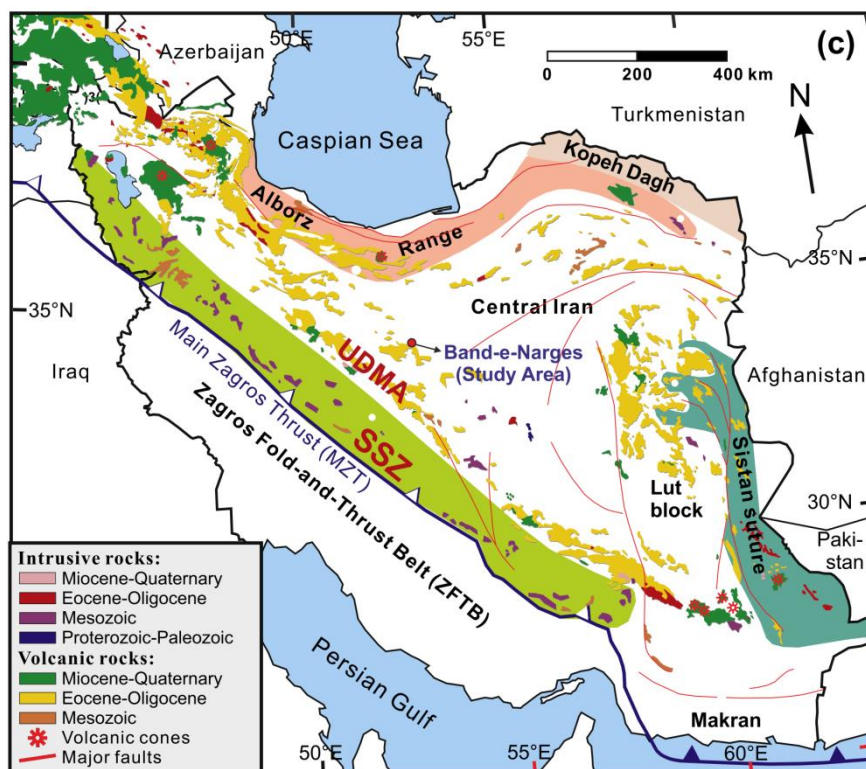 50°E
55°E
(c)
Azerbaijan
0
200
400 km
Turkmenistan
N
Caspian Sea
Kopeh Dagh
Alborz
Range
35°N
Central Iran
35°N
Band-e-Narges
(Study Area)
Iraq
UDMA
Afghanistan
Main Zagros Thrust (MZT)
SSZ
Zagros Fold-and-Thrust Belt (ZFTB)
Sistan suture
Lut
block
30°N
Paki-
stan
Intrusive rocks:
Miocene-Quaternary
Eocene-Oligocene
Mesozoic
Proterozoic-Paleozoic
Volcanic rocks:
Miocene-Quaternary
Eocene-Oligocene
Mesozoic
Volcanic cones
Major faults
Persian Gulf
Makran
50°E
55°E
60°E